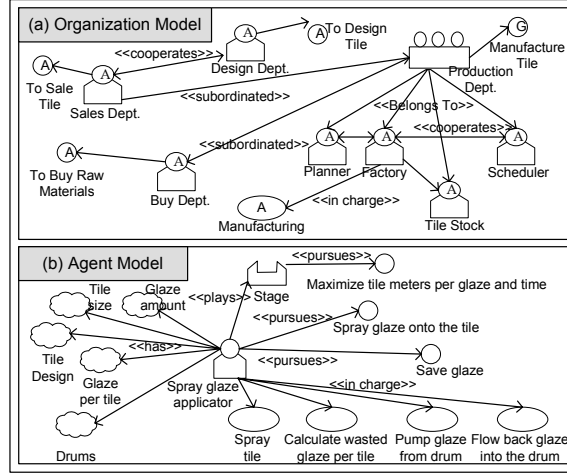 (a) Organization Model
A
To Design
Tile
G
Manufacture
Tile
<<cooperates>>
A
Design Dept.
A
To Sale
Tile
A
Sales Dept.
<<subordinated>>
Production
Dept.
<<Belongs To>>
<<subordinated>>
A
Planner
A
Factory
<<cooperates>>
A
Scheduler
A
To Buy Raw
Materials
A
Buy Dept.
A
Manufacturing
<<in charge>>
A
Tile Stock
(b) Agent Model
<<pursues>>
Stage
Maximize tile meters per glaze and time
Tile
size
Glaze
amount
<<plays>>
<<pursues>>
Spray glaze onto the tile
Tile
Design
<<has>>
Glaze
per tile
Spray glaze
applicator
<<pursues>>
Save glaze
<<in charge>>
Drums
Spray
tile
Calculate wasted
glaze per tile
Pump glaze
from drum
Flow back glaze
into the drum